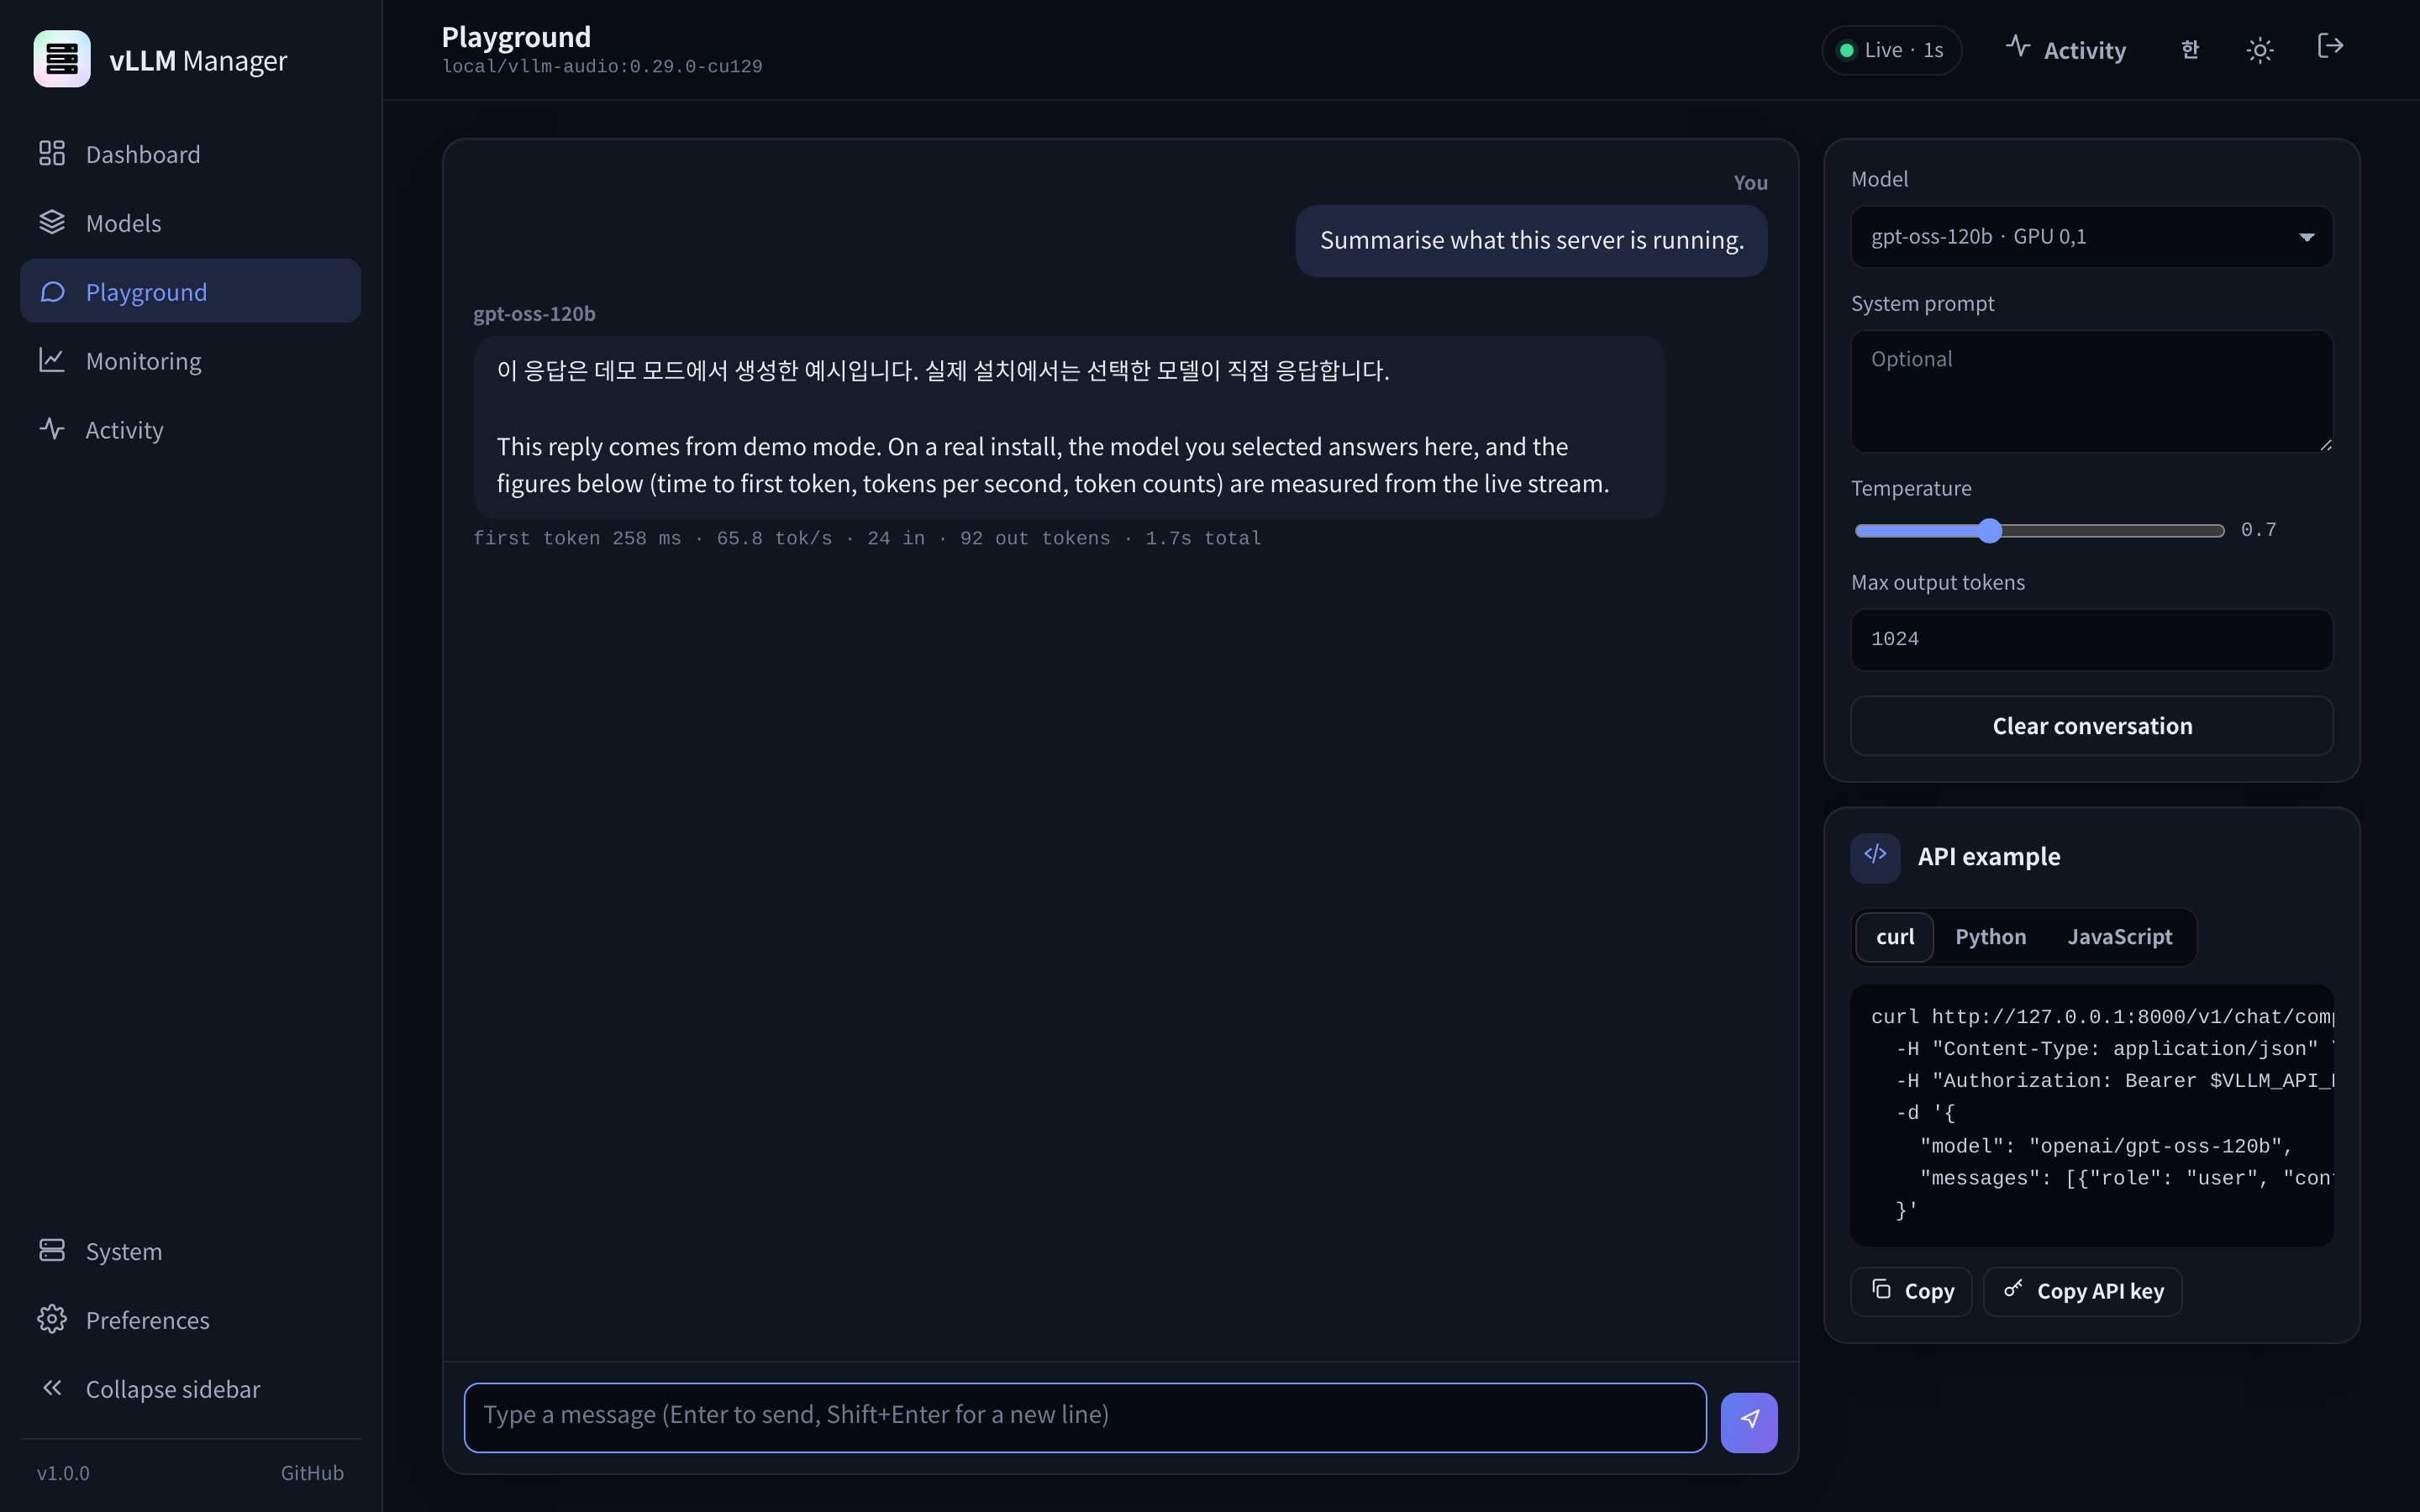 vLLM Manager
Dashboard
Models
Playground
Monitoring
Activity
System
Preferences
Collapse sidebar
v1.0.0
GitHub
Playground
local/vllm-audio:0.29.0-cu129
Live · 1s
Activity
한
You
Summarise what this server is running.
gpt-oss-120b
이 응답은 데모 모드에서 생성한 예시입니다. 실제 설치에서는 선택한 모델이 직접 응답합니다.
This reply comes from demo mode. On a real install, the model you selected answers here, and the
figures below (time to first token, tokens per second, token counts) are measured from the live stream.
first token 258 ms · 65.8 tok/s · 24 in · 92 out tokens · 1.7s total
Type a message (Enter to send, Shift+Enter for a new line)
Model
gpt-oss-120b · GPU 0,1
System prompt
Optional
Temperature
0.7
Max output tokens
1024
Clear conversation
API example
curl
Python
JavaScript
curl http://127.0.0.1:8000/v1/chat/com
-H "Content-Type: application/json"
-H "Authorization: Bearer $VLLM_API_
-d '{
"model": "openai/gpt-oss-120b",
"messages": [{"role": "user", "con
}'
Copy
Copy API key